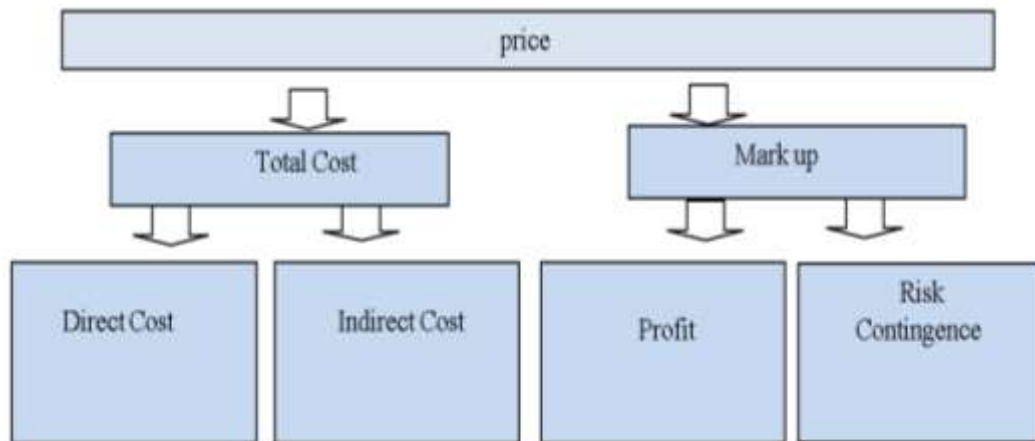 price
Total Cost
Mark up
Direct Cost
Indirect Cost
Profit
Risk
Contingence